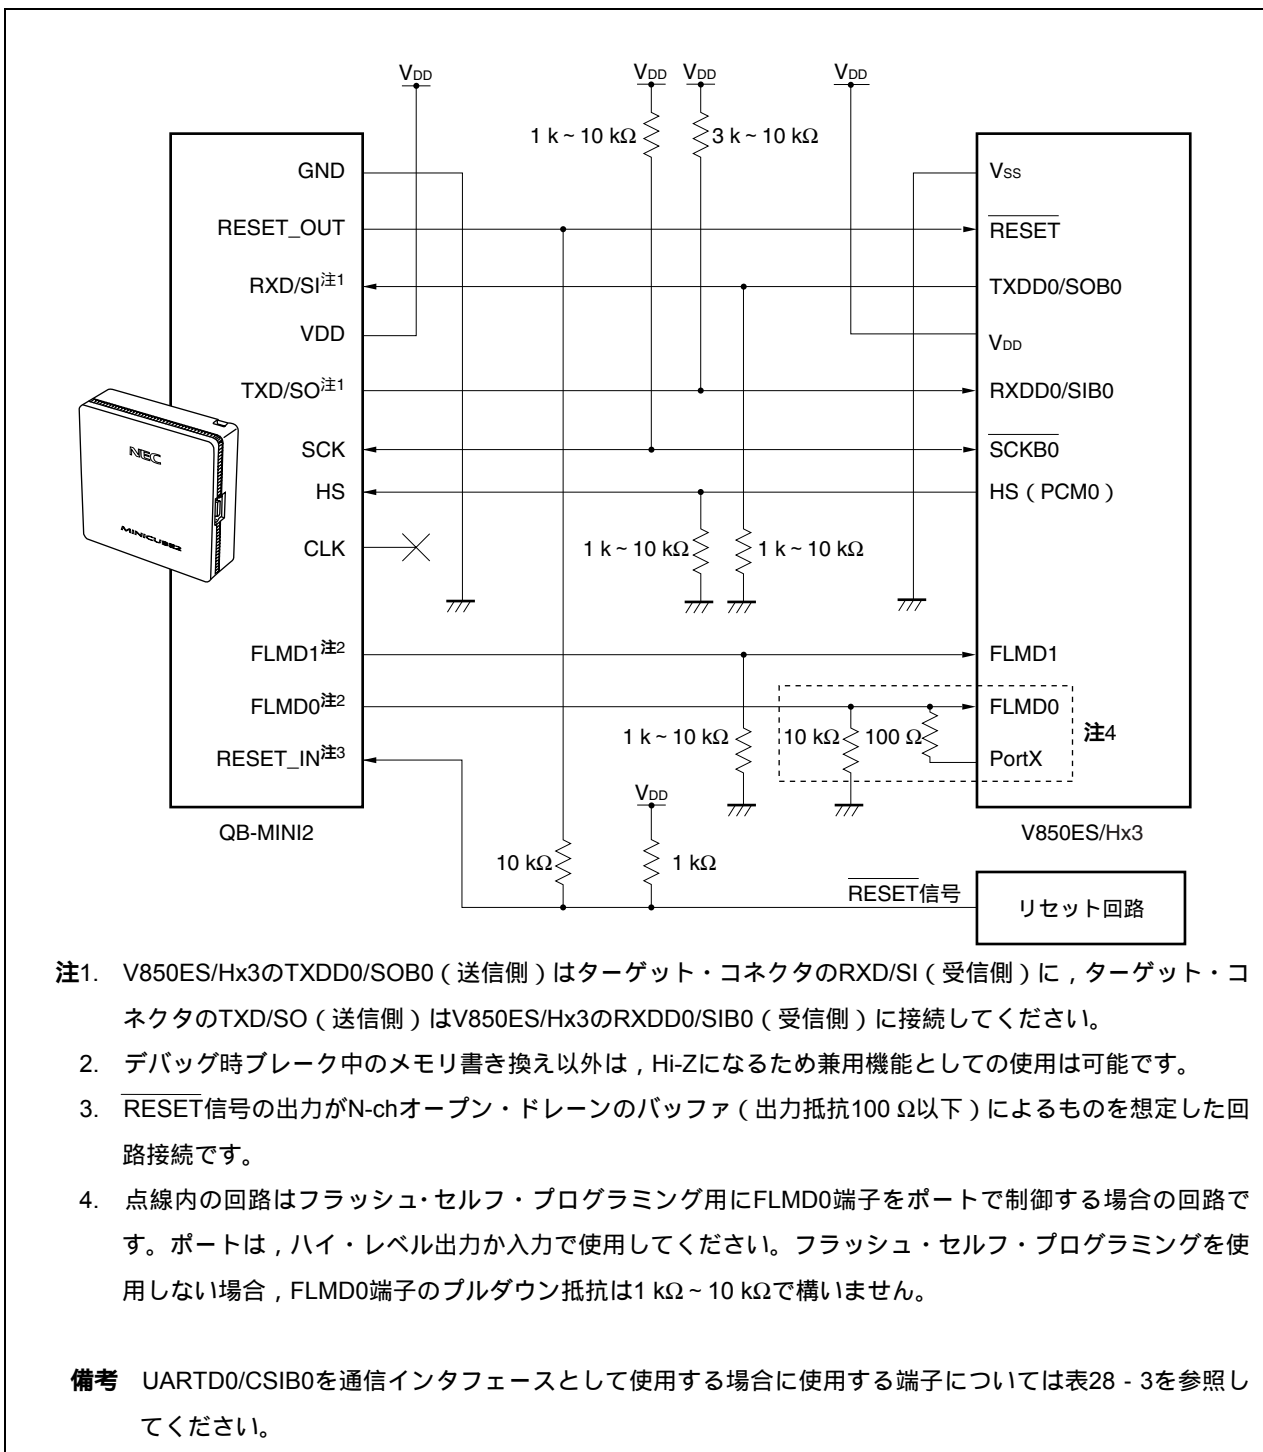 VDD VDD VDD VDD
1 k ~ 10 kΩ 3 k ~ 10 kΩ
GND VSS
RESET_OUT RESET
RXD/SI注1 TXDD0/SOB0
VDD VDD
TXD/SO注1 RXDD0/SIB0
SCK SCKB0
NEC
HS HS（PCM0）
MINICUBE2
CLK 1 k ~ 10 kΩ 1 k ~ 10 kΩ
FLMD1注2 FLMD1
FLMD0注2 FLMD0
1 k ~ 10 kΩ 10 kΩ 100 Ω 注4
RESET_IN注3 PortX
VDD
QB-MINI2 V850ES/Hx3
10 kΩ 1 kΩ
RESET信号 リセット回路
注1. V850ES/Hx3のTXDD0/SOB0（送信側）はターゲット・コネクタのRXD/SI（受信側）に，ターゲット・コ
ネクタのTXD/SO（送信側）はV850ES/Hx3のRXDD0/SIB0（受信側）に接続してください。
2. デバッグ時ブレーク中のメモリ書き換え以外は，Hi-Zになるため兼用機能としての使用は可能です。
3. RESET信号の出力がN-chオープン・ドレーンのバッファ（出力抵抗100 Ω以下）によるものを想定した回
路接続です。
4. 点線内の回路はフラッシュ・セルフ・プログラミング用にFLMD0端子をポートで制御する場合の回路で
す。ポートは，ハイ・レベル出力か入力で使用してください。フラッシュ・セルフ・プログラミングを使
用しない場合，FLMD0端子のプルダウン抵抗は1 kΩ ~ 10 kΩで構いません。
備考 UARTD0/CSIB0を通信インタフェースとして使用する場合に使用する端子については表28 - 3を参照し
てください。